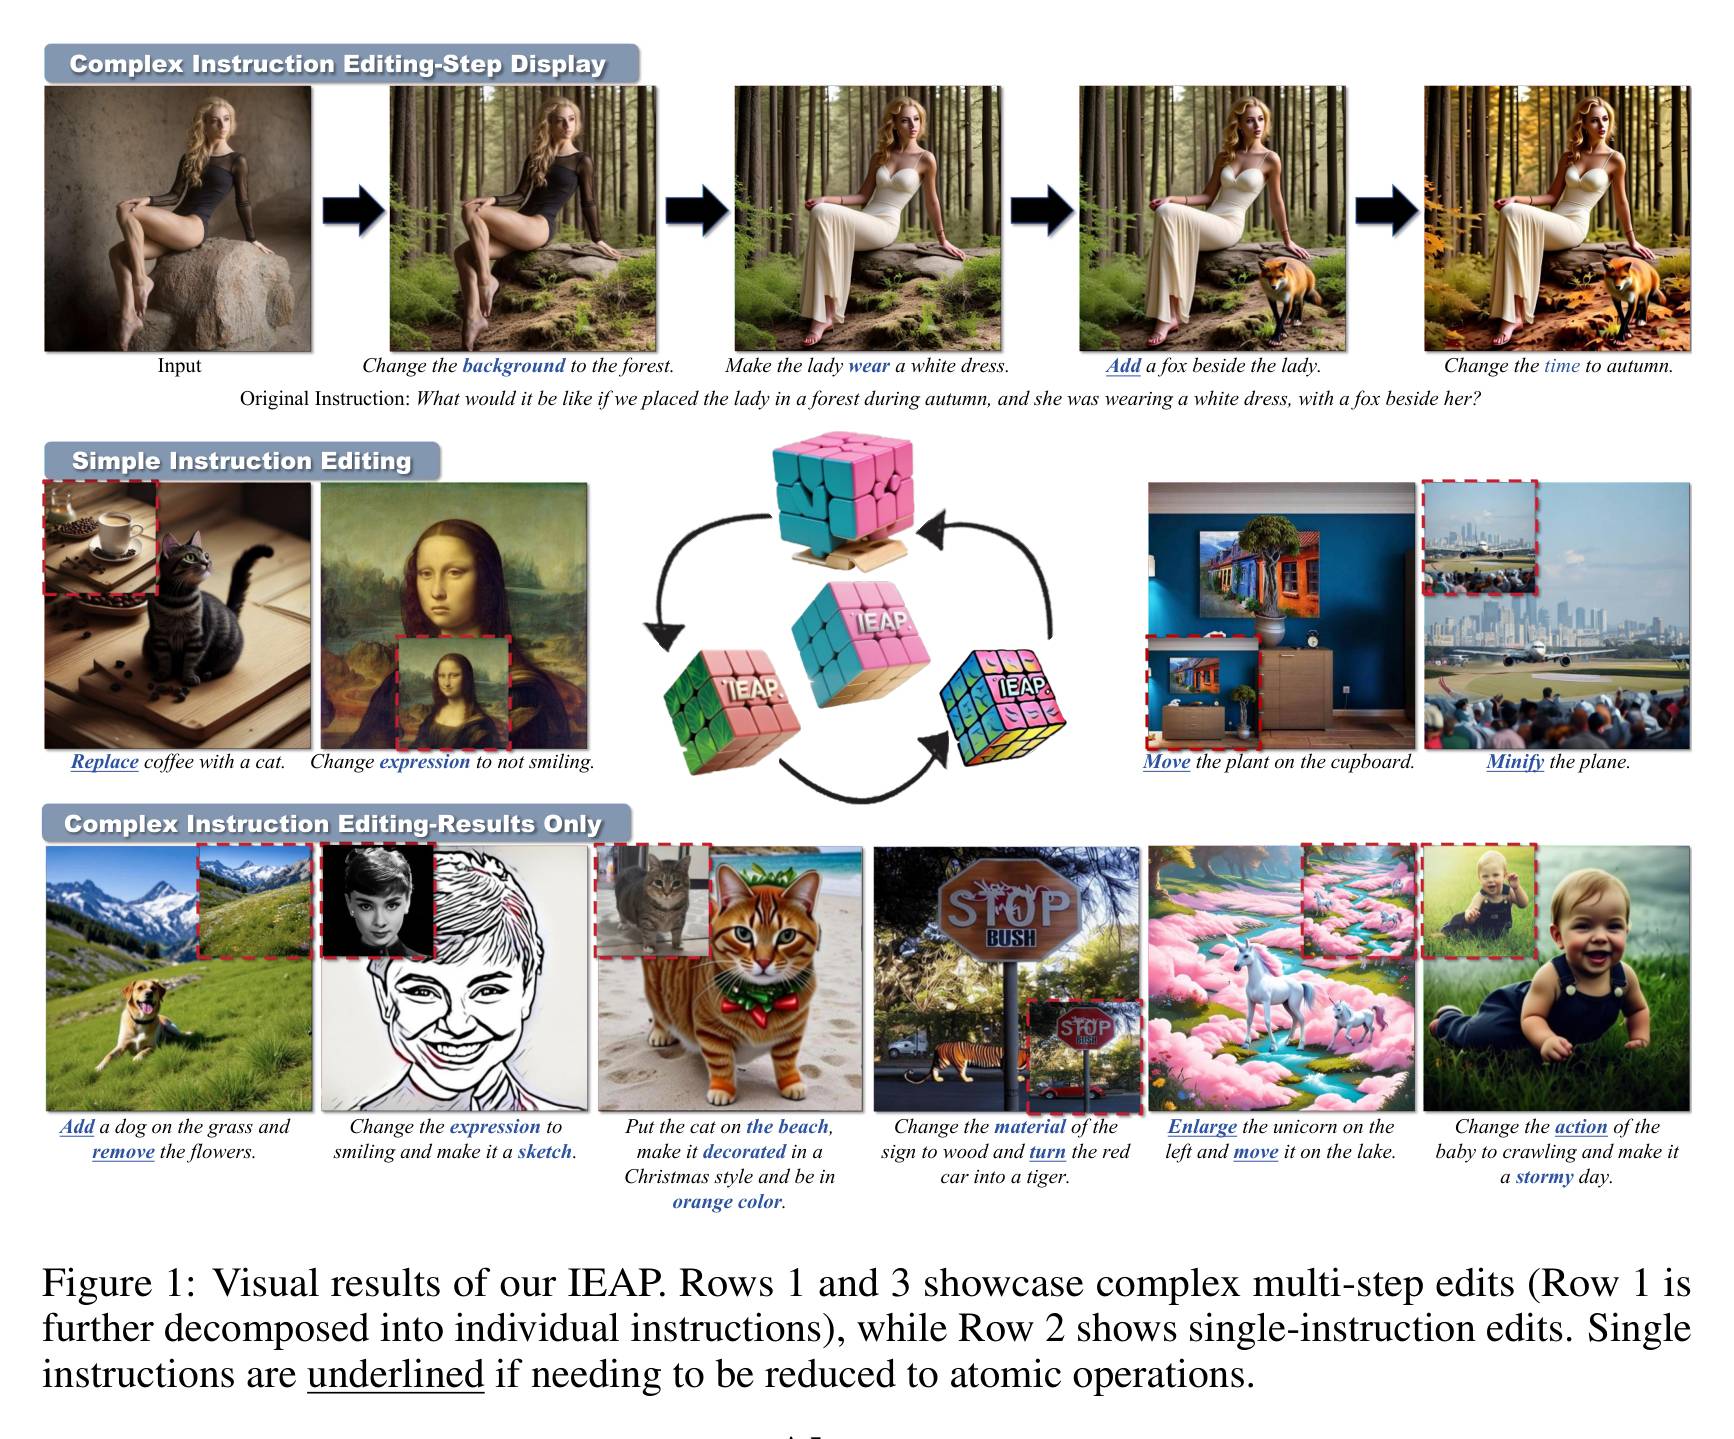 Complex Instruction Editing-Step Display
Input
Change the background to the forest.
Make the lady wear a white dress.
Add a fox beside the lady.
Change the time to autumn.
Original Instruction: What would it be like if we placed the lady in a forest during autumn, and she was wearing a white dress, with a fox beside her?
Simple Instruction Editing
IEAP.
IEAP.
IEAP.
Replace coffee with a cat.
Change expression to not smiling.
Move the plant on the cupboard.
Minify the plane.
Complex Instruction Editing-Results Only
STOP
BUSH
STOP
BUSH
Add a dog on the grass and
remove the flowers.
Change the expression to
smiling and make it a sketch.
Put the cat on the beach,
make it decorated in a
Christmas style and be in
orange color.
Change the material of the
sign to wood and turn the red
car into a tiger.
Enlarge the unicorn on the
left and move it on the lake.
Change the action of the
baby to crawling and make it
a stormy day.
Figure 1: Visual results of our IEAP. Rows 1 and 3 showcase complex multi-step edits (Row 1 is
further decomposed into individual instructions), while Row 2 shows single-instruction edits. Single
instructions are underlined if needing to be reduced to atomic operations.